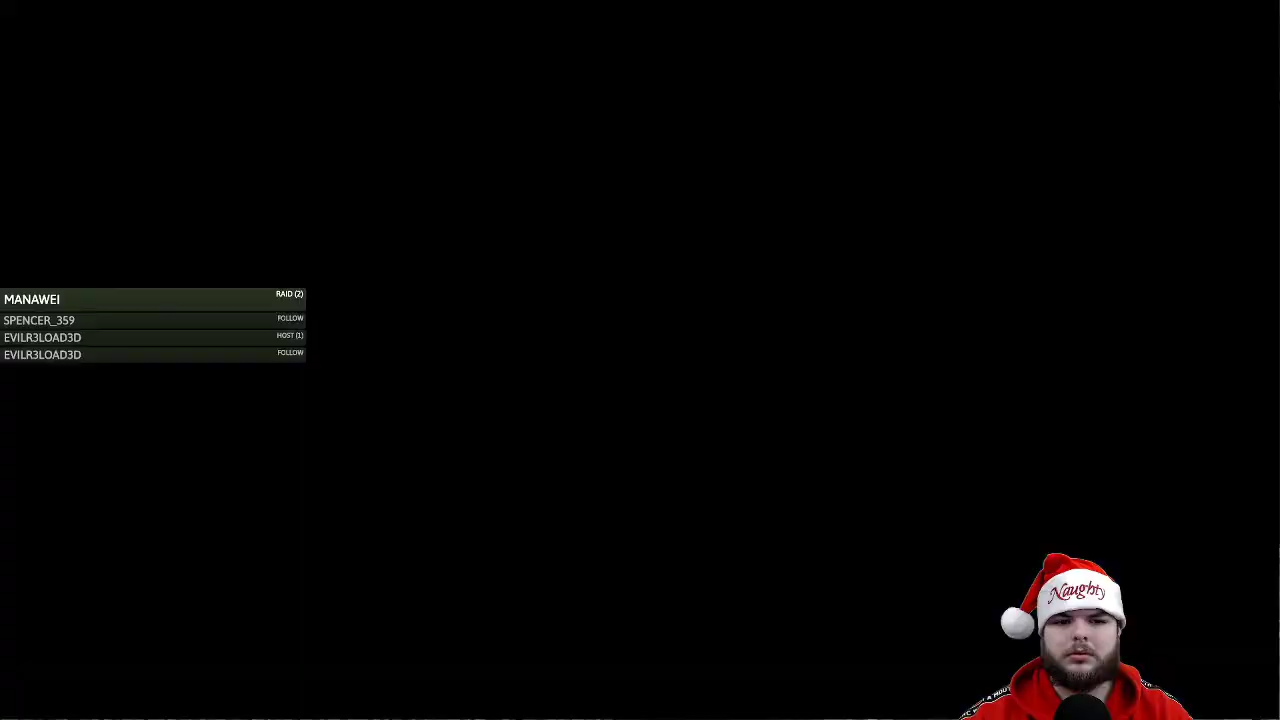 MANAWEI RAID (2)
SPENCER_359 FOLLOW
EVILR3LOAD3D HOST (1)
EVILR3LOAD3D FOLLOW
Naughty